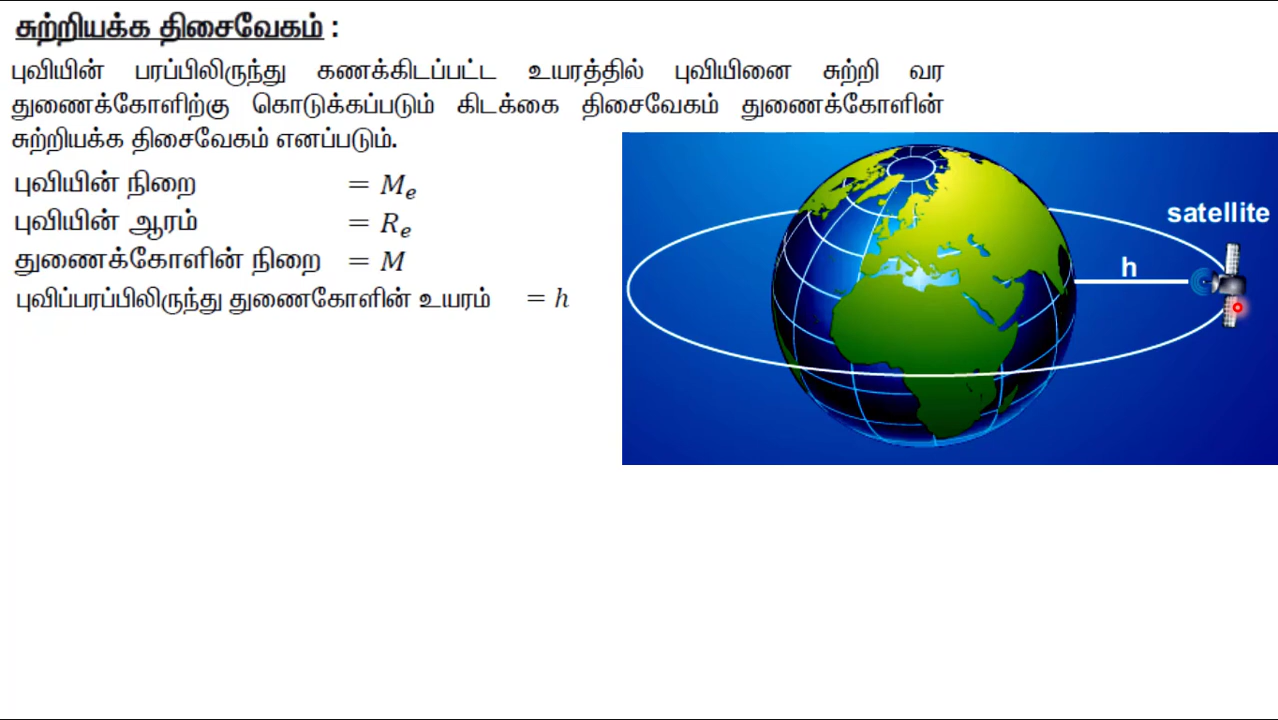 சுற்றியக்க திசைவேகம் :
புவியின் பரப்பிலிருந்து கணக்கிடப்பட்ட உயரத்தில் புவியினை சுற்றி வர
துணைக்கோளிற்கு கொடுக்கப்படும் கிடக்கை திசைவேகம் துணைக்கோளின்
சுற்றியக்க திசைவேகம் எனப்படும்.
புவியின் நிறை = Mₑ
புவியின் ஆரம் = Rₑ
துணைக்கோளின் நிறை = M
புவிப்பரப்பிலிருந்து துணைகோளின் உயரம் = h
satellite
h